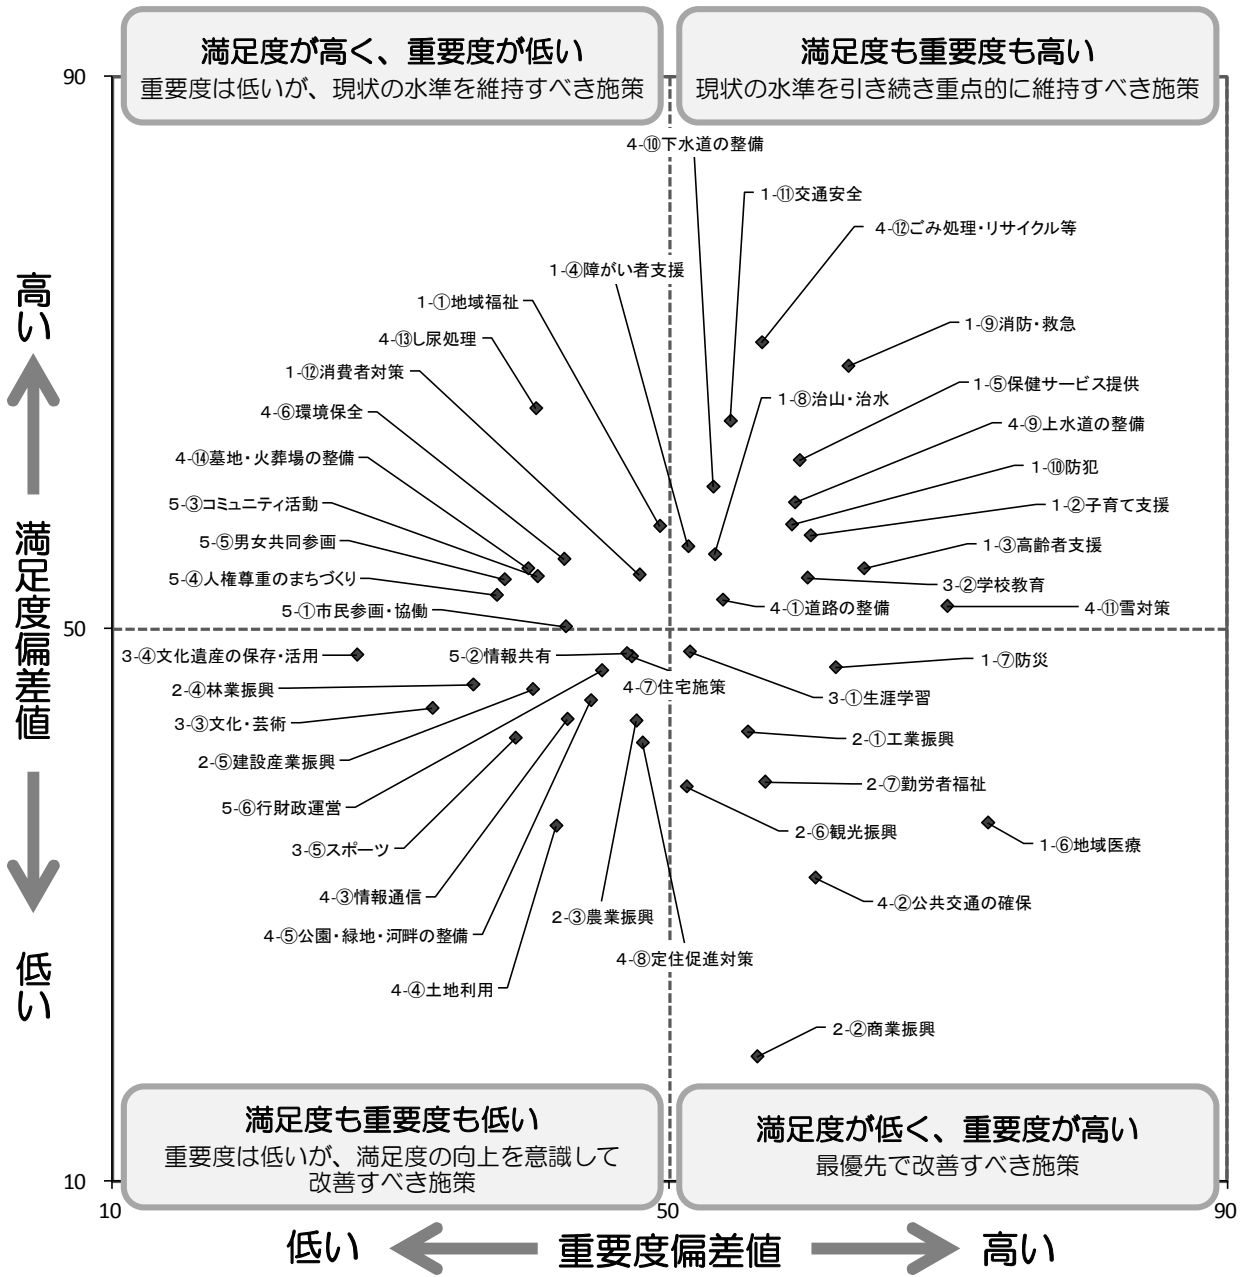 満足度が高く、重要度が低い
重要度は低いが、現状の水準を維持すべき施策
満足度も重要度も高い
現状の水準を引き続き重点的に維持すべき施策
90
4-⑩下水道の整備
1-⑪交通安全
4-⑫ごみ処理・リサイクル等
1-④障がい者支援
1-①地域福祉
1-⑨消防・救急
4-⑬し尿処理
1-⑫消費者対策
1-⑤保健サービス提供
1-⑧治山・治水
4-⑥環境保全
4-⑨上水道の整備
4-⑭墓地・火葬場の整備
1-⑩防犯
5-③コミュニティ活動
1-②子育て支援
5-⑤男女共同参画
1-③高齢者支援
5-④人権尊重のまちづくり
3-②学校教育
5-①市民参画・協働
4-①道路の整備
4-⑪雪対策
50
3-④文化遺産の保存・活用
5-②情報共有
1-⑦防災
2-④林業振興
4-⑦住宅施策
3-①生涯学習
3-③文化・芸術
2-①工業振興
2-⑤建設産業振興
2-⑦勤労者福祉
5-⑥行財政運営
2-⑥観光振興
3-⑤スポーツ
1-⑥地域医療
4-③情報通信
4-②公共交通の確保
2-③農業振興
4-⑤公園・緑地・河畔の整備
4-⑧定住促進対策
4-④土地利用
2-②商業振興
高い
満足度偏差値
低い
満足度も重要度も低い
重要度は低いが、満足度の向上を意識して
改善すべき施策
満足度が低く、重要度が高い
最優先で改善すべき施策
10
10
50
90
低い
重要度偏差値
高い